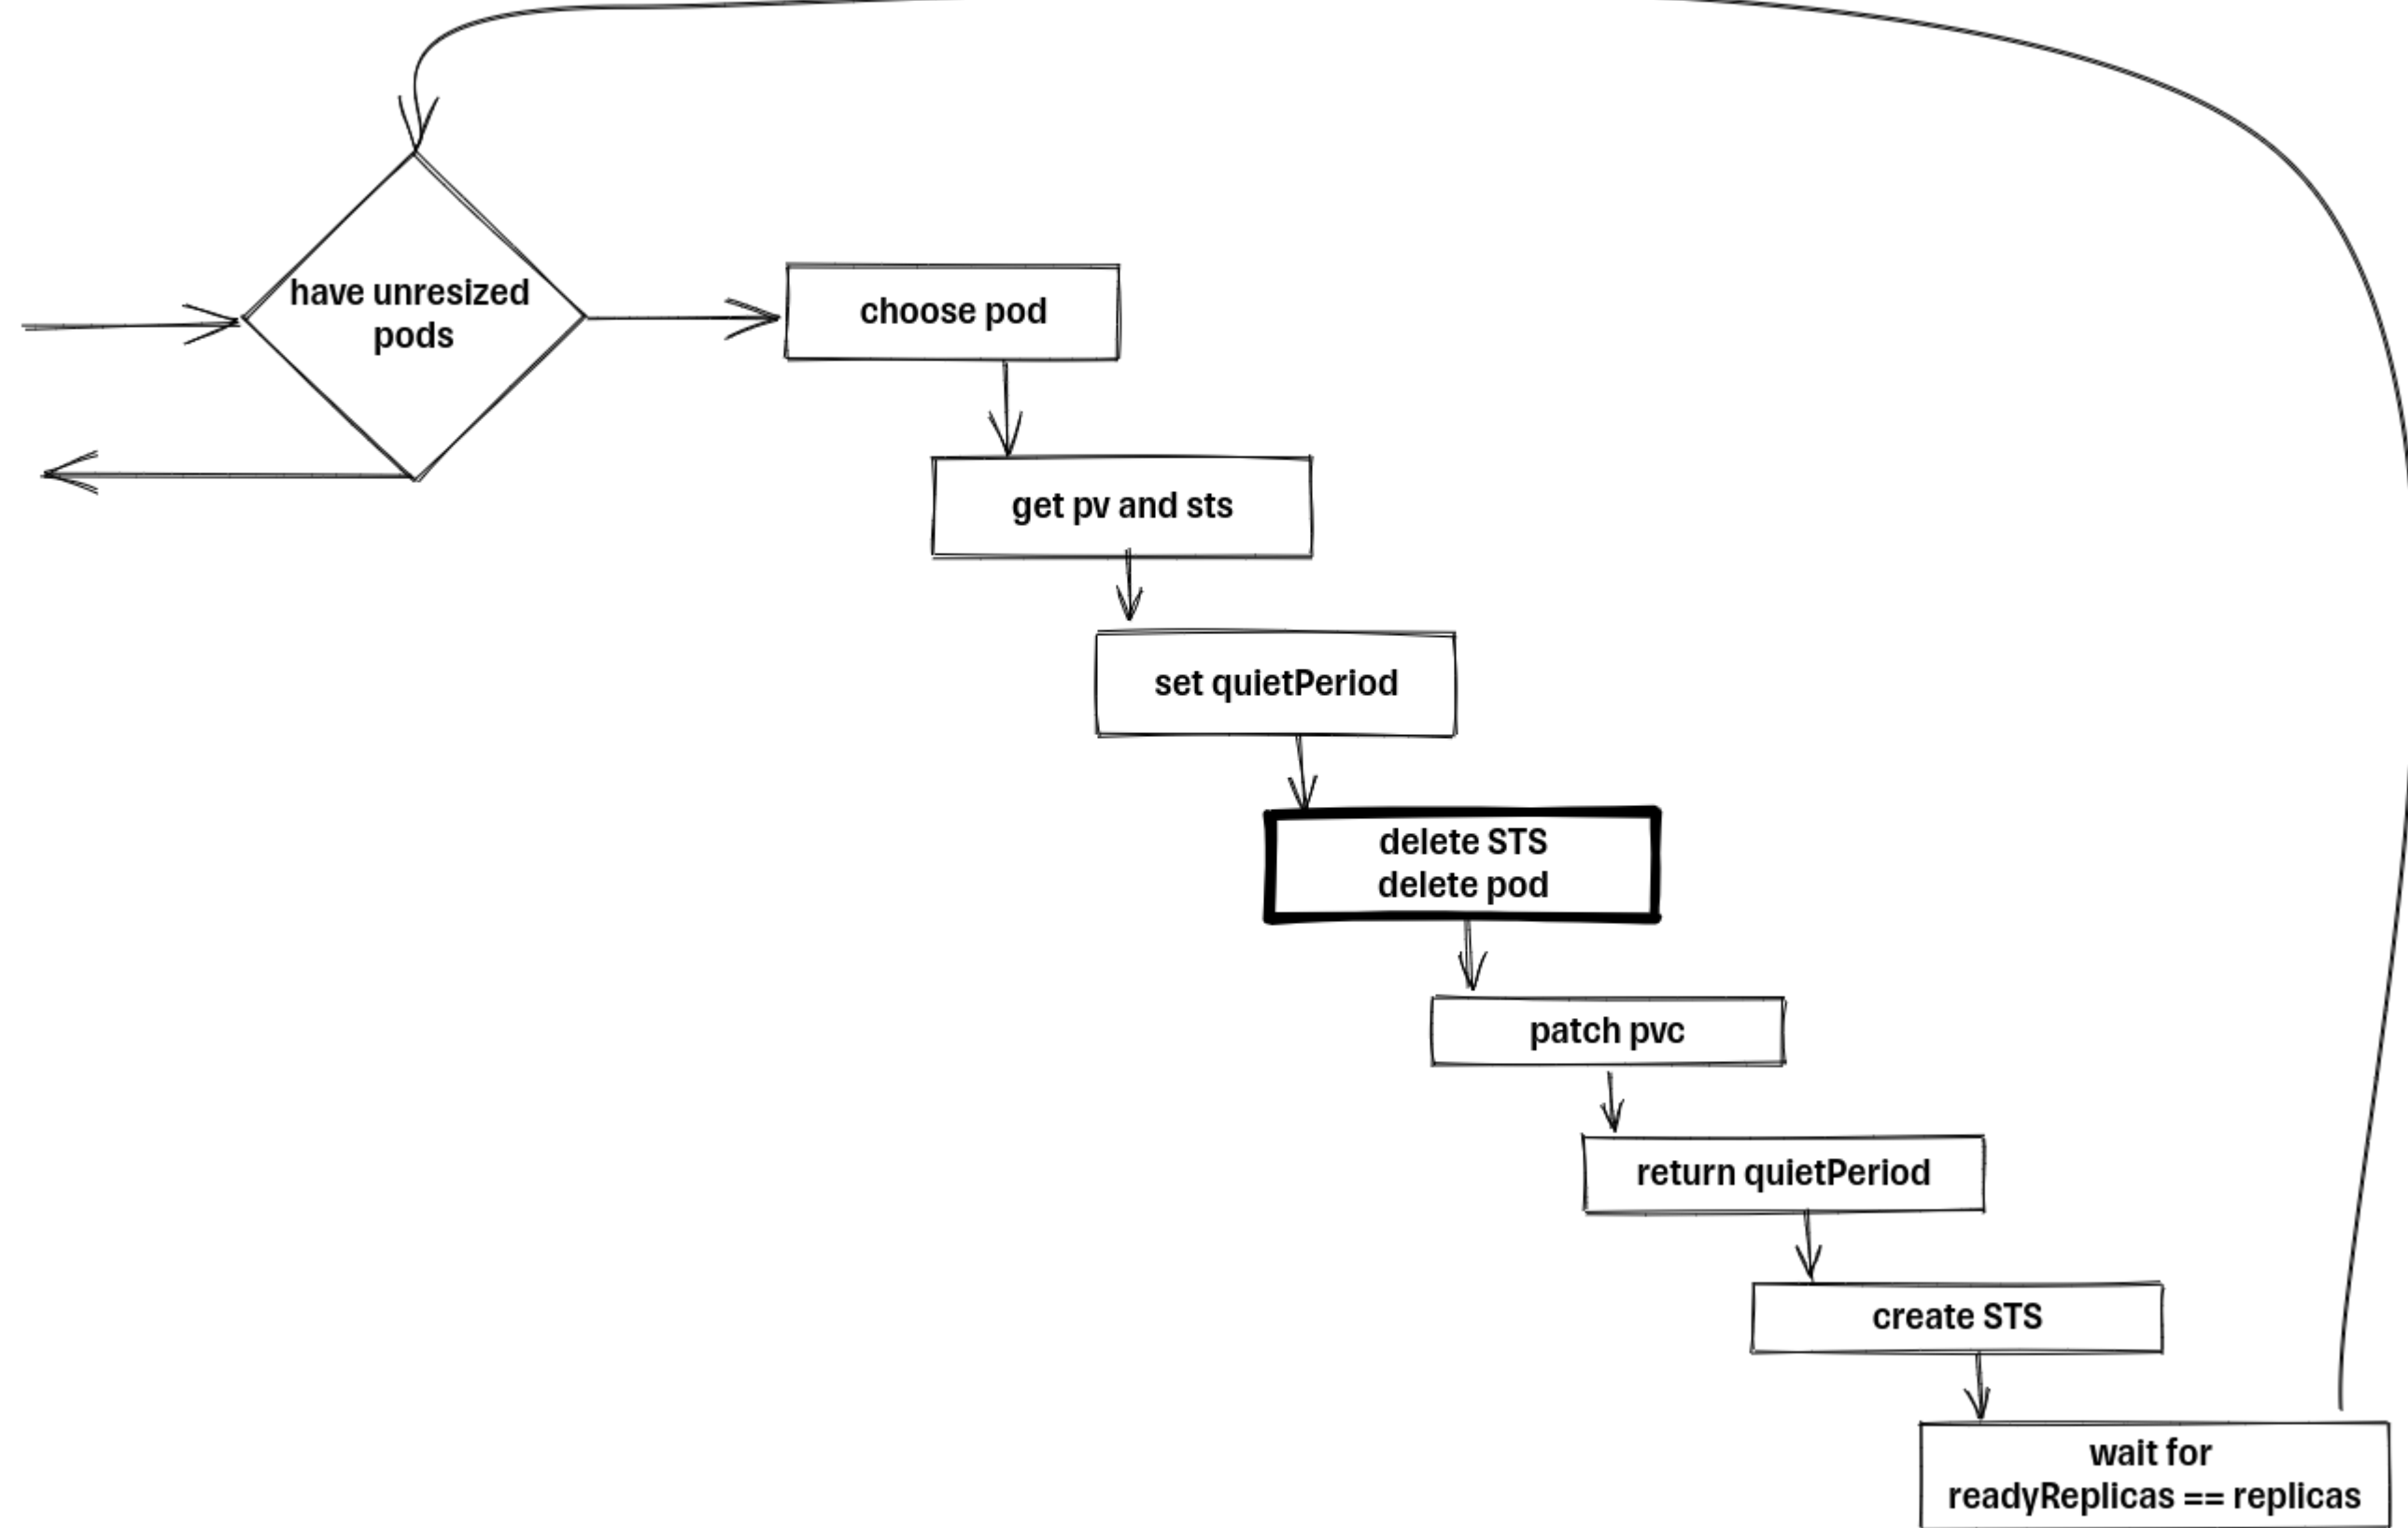 have unresized
pods
choose pod
get pv and sts
set quietPeriod
delete STS
delete pod
patch pvc
return quietPeriod
create STS
wait for
readyReplicas == replicas